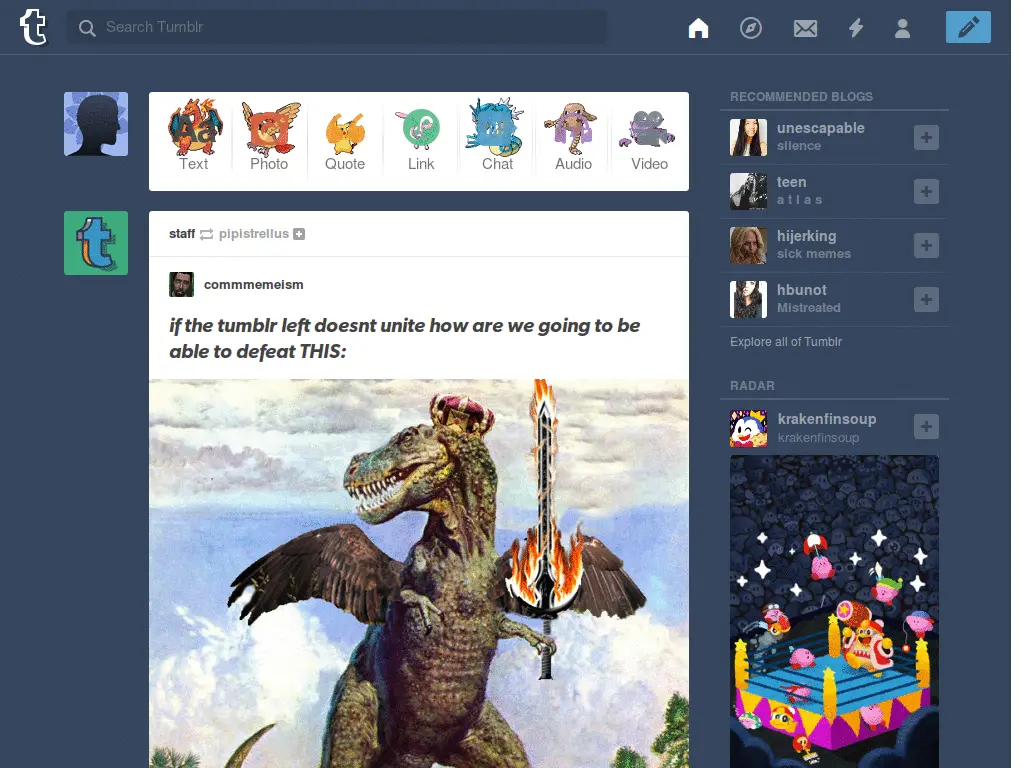 Search Tumblr
Text
Photo
Quote
Link
Chat
Audio
Video
staff pipistrellus
commmemeism
if the tumblr left doesnt unite how are we going to be
able to defeat THIS:
RECOMMENDED BLOGS
unescapable
silence
teen
a t l a s
hijerking
sick memes
hbunot
Mistreated
Explore all of Tumblr
RADAR
krakenfinsoup
krakenfinsoup